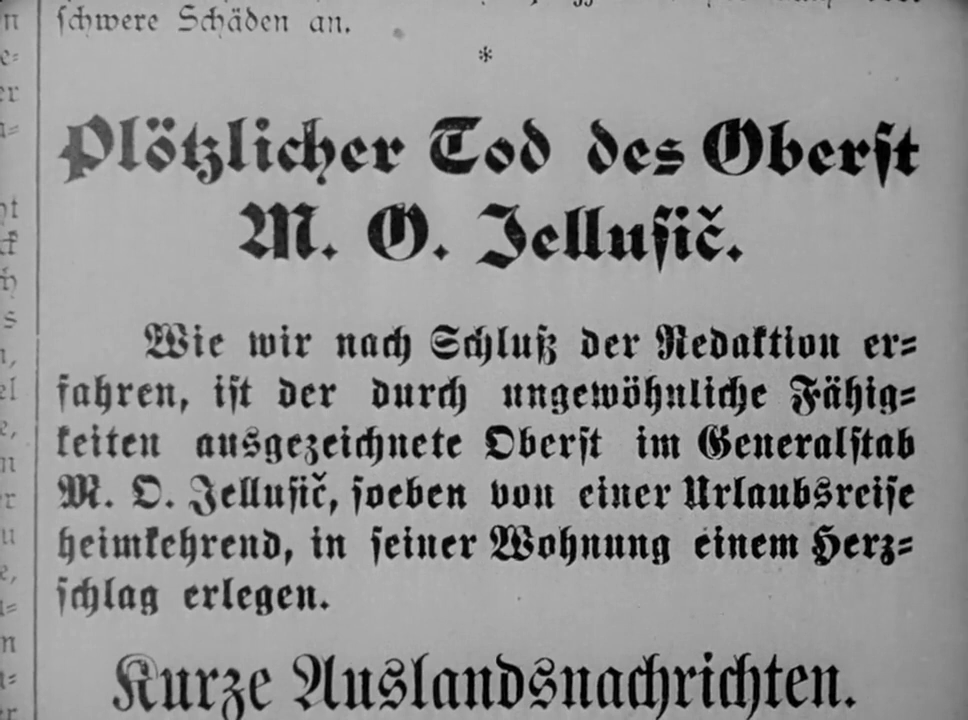 schwere Schäden an.
*
Plötzlicher Tod des Oberst
M. O. Jellusič.
Wie wir nach Schluß der Redaktion er=
fahren, ist der durch ungewöhnliche Fähig=
keiten ausgezeichnete Oberst im Generalstab
M. O. Jellusič, soeben von einer Urlaubsreise
heimkehrend, in seiner Wohnung einem Herz=
schlag erlegen.
Kurze Auslandsnachrichten.